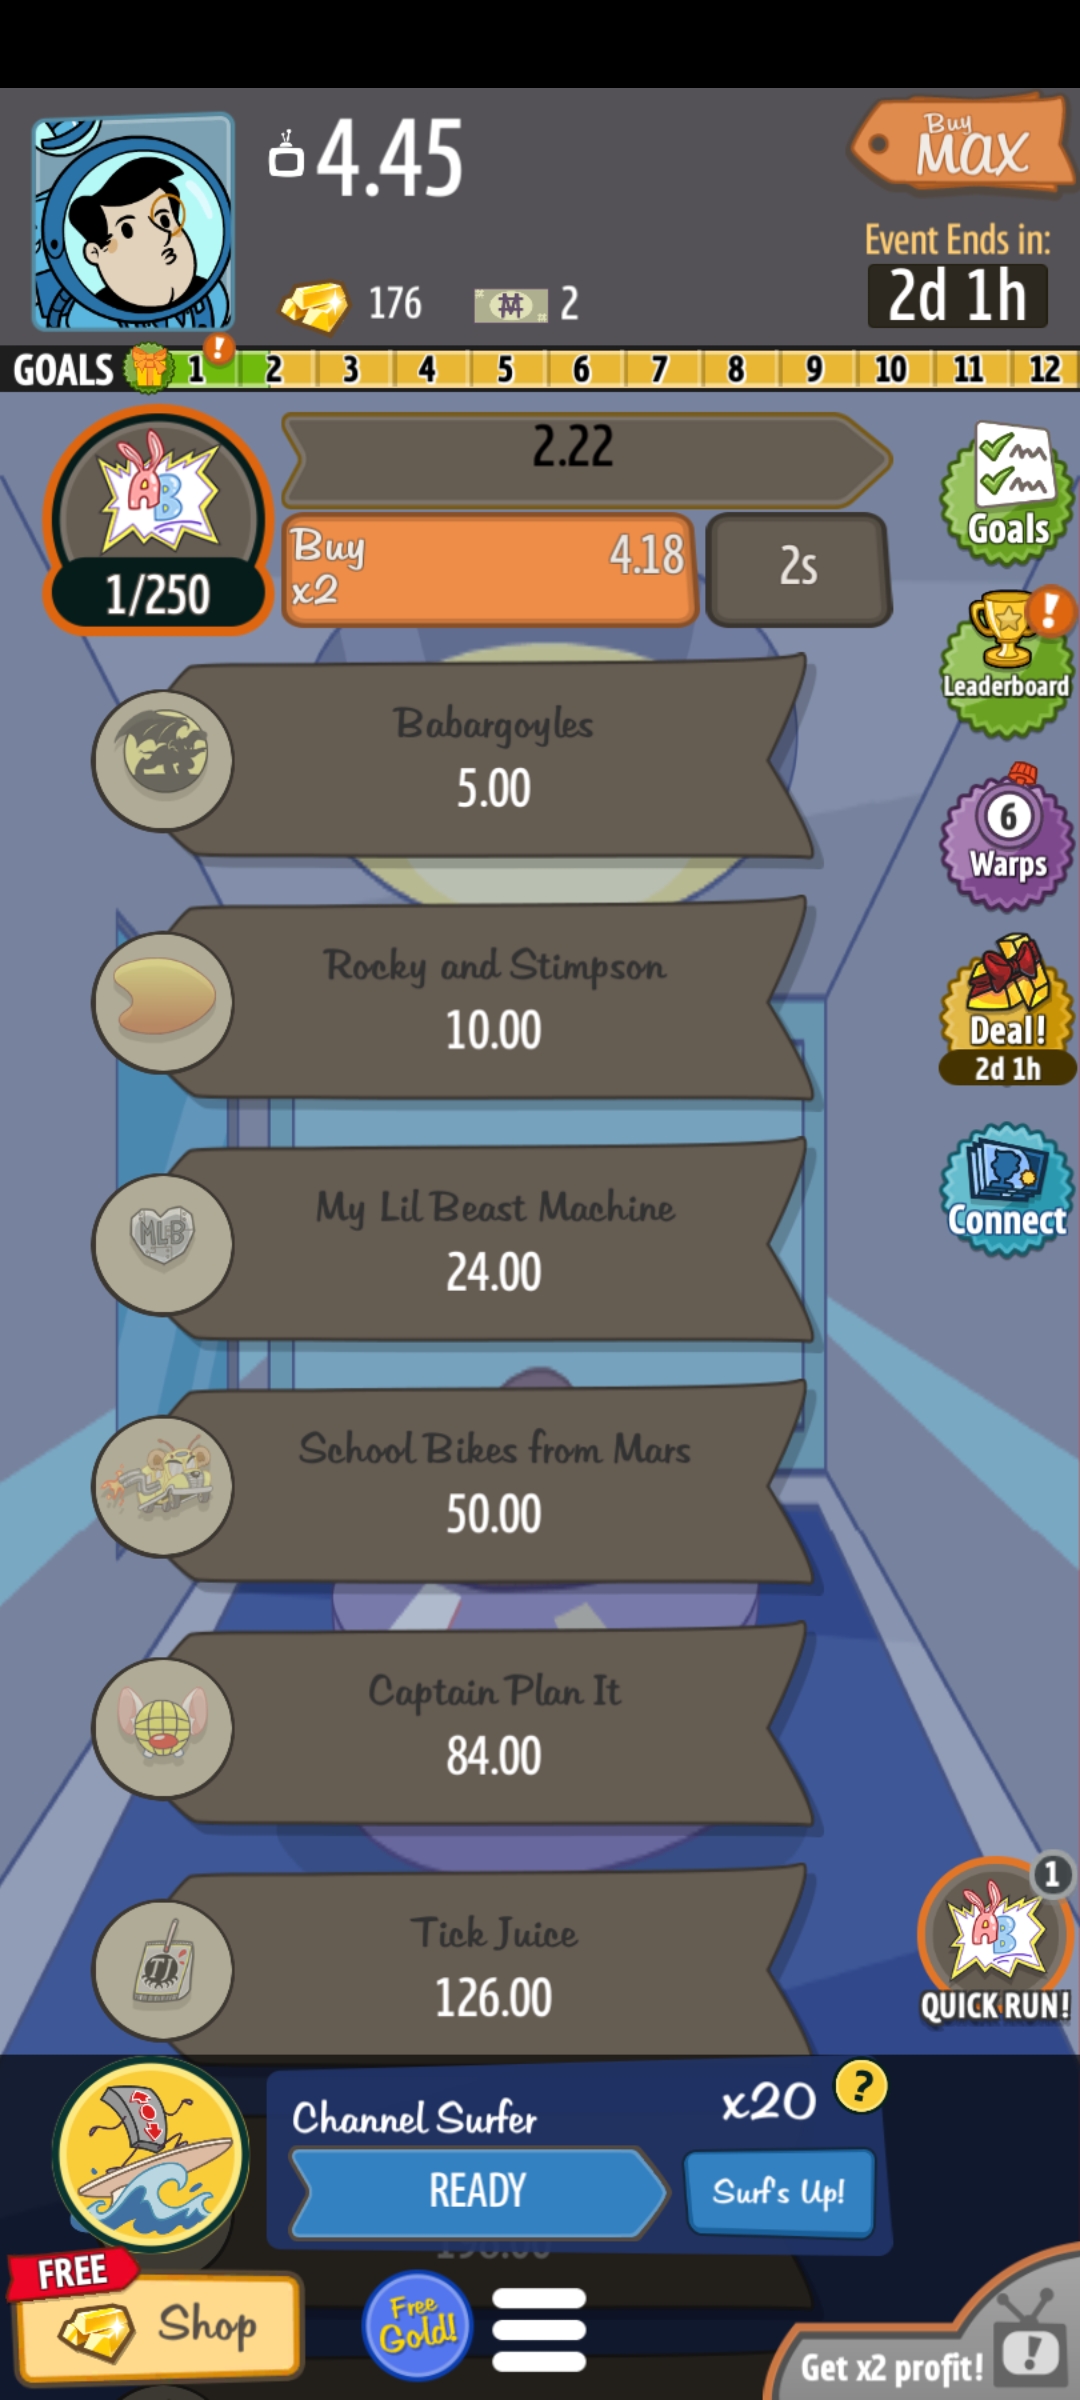 4.45
Buy
MAX
Event Ends in:
2d 1h
176
2
GOALS 1 ! 2 3 4 5 6 7 8 9 10 11 12
AB
1/250
2.22
Buy
x2
4.18
2s
Goals
!
Leaderboard
6
Warps
Deal!
2d 1h
Connect
Babargoyles
5.00
Rocky and Stimpson
10.00
MLB
My Lil Beast Machine
24.00
School Bikes from Mars
50.00
Captain Plan It
84.00
TJ
Tick Juice
126.00
1
AB
QUICK RUN!
Channel Surfer
x20
?
READY
Surf's Up!
FREE
Shop
Free
Gold!
Get x2 profit!
!